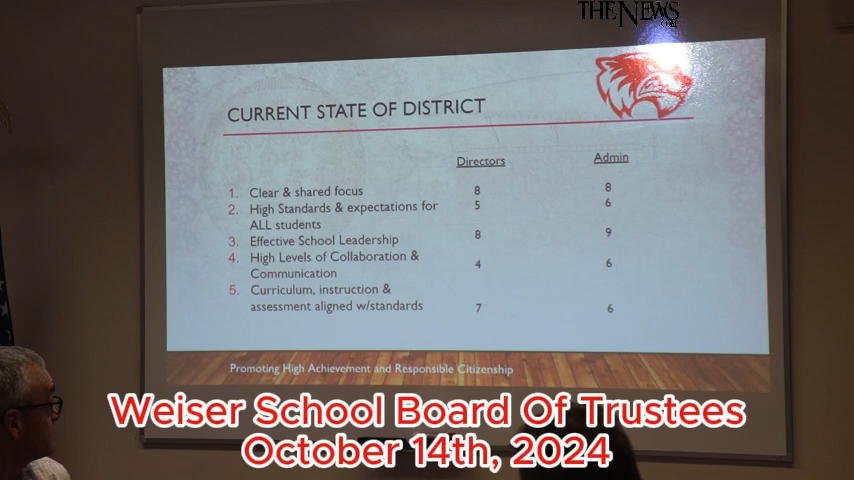 THE NEWS
.COM
CURRENT STATE OF DISTRICT
Directors Admin
1. Clear & shared focus 8 8
2. High Standards & expectations for 5 6
ALL students
3. Effective School Leadership 8 9
4. High Levels of Collaboration & 4 6
Communication
5. Curriculum, instruction &
assessment aligned w/standards 7 6
Promoting High Achievement and Responsible Citizenship
Weiser School Board Of Trustees
October 14th, 2024